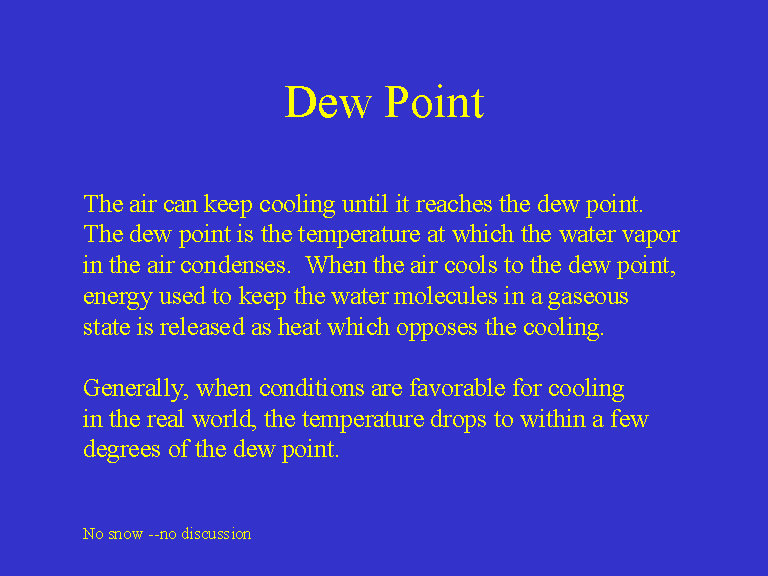 Dew Point
The air can keep cooling until it reaches the dew point.
The dew point is the temperature at which the water vapor
in the air condenses.  When the air cools to the dew point,
energy used to keep the water molecules in a gaseous
state is released as heat which opposes the cooling.
Generally, when conditions are favorable for cooling
in the real world, the temperature drops to within a few
degrees of the dew point.
No snow --no discussion